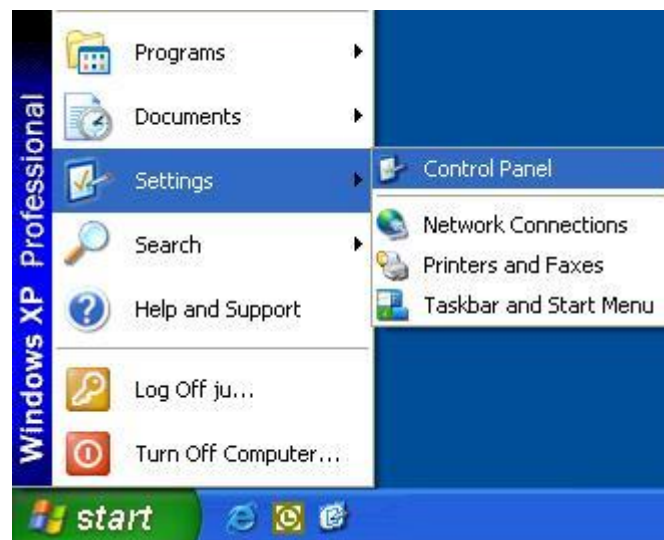 Windows XP Professional
Programs
Documents
Settings
Search
Help and Support
Log Off ju...
Turn Off Computer...
Control Panel
Network Connections
Printers and Faxes
Taskbar and Start Menu
start